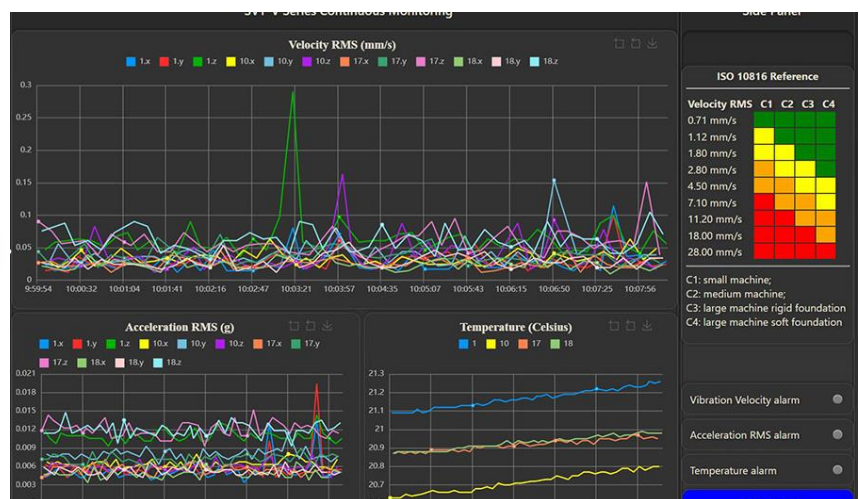 SVT-V Series Continuous Monitoring
Side Panel
Velocity RMS (mm/s)
1.x 1.y 1.z 10.x 10.y 10.z 17.x 17.y 17.z 18.x 18.y 18.z
0.3
0.25
0.2
0.15
0.1
0.05
0
9:59:54 10:00:32 10:01:04 10:01:41 10:02:16 10:02:47 10:03:21 10:03:57 10:04:35 10:05:07 10:05:43 10:06:15 10:06:50 10:07:25 10:07:56
ISO 10816 Reference
Velocity RMS C1 C2 C3 C4
0.71 mm/s
1.12 mm/s
1.80 mm/s
2.80 mm/s
4.50 mm/s
7.10 mm/s
11.20 mm/s
18.00 mm/s
28.00 mm/s
C1: small machine;
C2: medium machine;
C3: large machine rigid foundation
C4: large machine soft foundation
Acceleration RMS (g)
1.x 1.y 1.z 10.x 10.y 10.z 17.x 17.y
17.z 18.x 18.y 18.z
0.021
0.018
0.015
0.012
0.009
0.006
0.003
Temperature (Celsius)
1 10 17 18
21.3
21.2
21.1
21
20.9
20.8
20.7
Vibration Velocity alarm
Acceleration RMS alarm
Temperature alarm